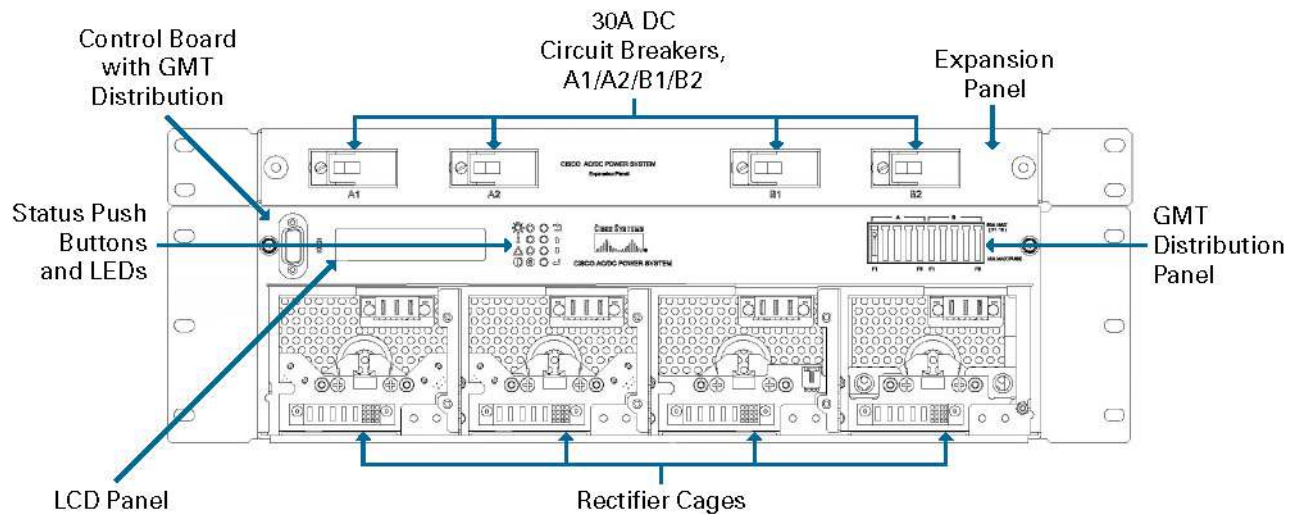 30A DC
Circuit Breakers,
A1/A2/B1/B2
Control Board
with GMT
Distribution
Expansion
Panel
CISCO AC/DC POWER SYSTEM
Expansion Panel
A1
A2
B1
B2
Status Push
Buttons
and LEDs
CISCO SYSTEMS
CISCO AC/DC POWER SYSTEM
A
B
F1
F1
GMT
Distribution
Panel
LCD Panel
Rectifier Cages